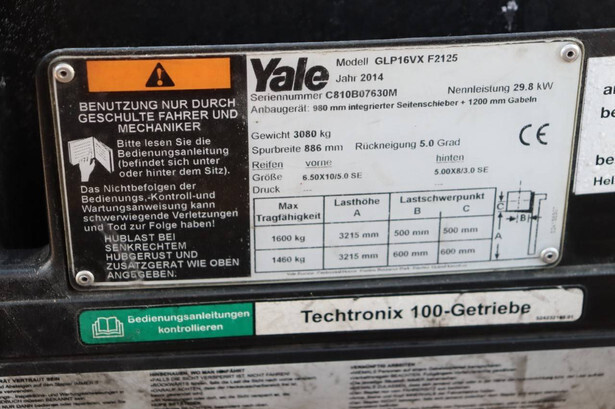 BENUTZUNG NUR DURCH
GESCHULTE FAHRER UND
MECHANIKER
Bitte lesen Sie die
Bedienungsanleitung
(befindet sich unter
oder hinter dem Sitz).
Das Nichtbefolgen der
Bedienungs,-Kontroll-und
Wartungsanweisung kann
schwerwiegende Verletzungen
und Tod zur Folge haben!
HUBLAST BEI
SENKRECHTEM
HUBGERUST UND
ZUSATZGERAT WIE OBEN
ANGEGEBEN.
Yale
Modell GLP16VX F2125
Jahr 2014
Seriennummer C810B07630M
Nennleistung 29.8 kW
Anbaugerät: 980 mm integrierter Seitenschieber + 1200 mm Gabeln
Gewicht 3080 kg
Spurbreite 886 mm Rückneigung 5.0 Grad
CE
Reifen vorne hinten
Größe 6.50X10/5.0 SE 5.00X8/3.0 SE
Druck --- ---
Max Tragfähigkeit Lasthöhe A Lastschwerpunkt B C
1600 kg 3215 mm 500 mm 500 mm
1460 kg 3215 mm 600 mm 600 mm
C
B
A
Bedienungsanleitungen
kontrollieren
Techtronix 100-Getriebe
an
be
be
Hel